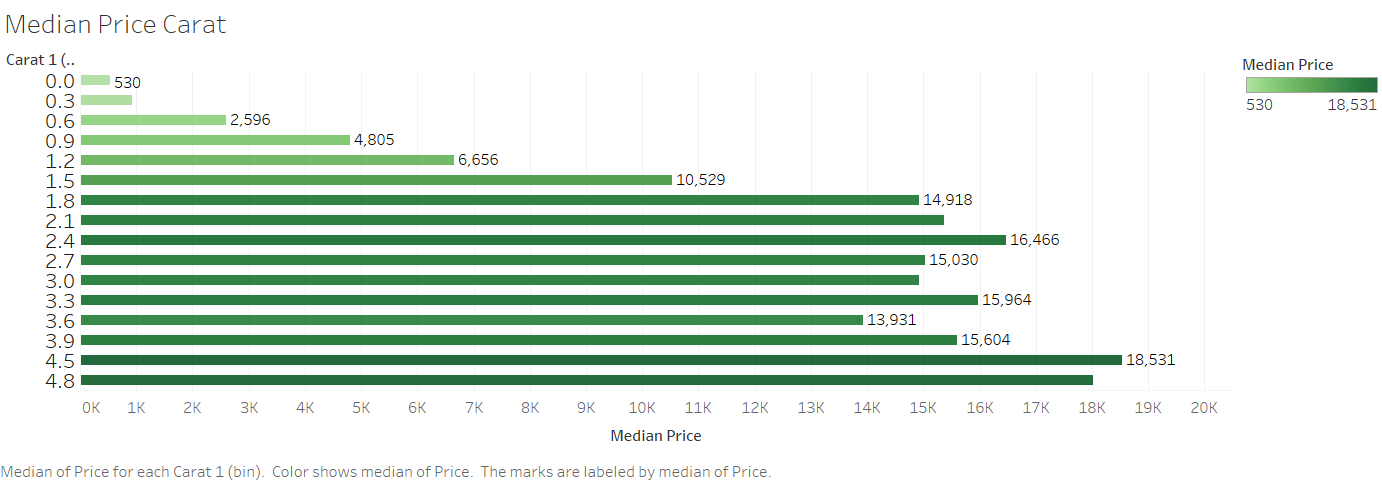 Median Price Carat
Carat 1 (..
Median Price
530 18,531
0.0 530
0.3
0.6 2,596
0.9 4,805
1.2 6,656
1.5 10,529
1.8 14,918
2.1
2.4 16,466
2.7 15,030
3.0
3.3 15,964
3.6 13,931
3.9 15,604
4.5 18,531
4.8
0K 1K 2K 3K 4K 5K 6K 7K 8K 9K 10K 11K 12K 13K 14K 15K 16K 17K 18K 19K 20K
Median Price
Median of Price for each Carat 1 (bin). Color shows median of Price. The marks are labeled by median of Price.